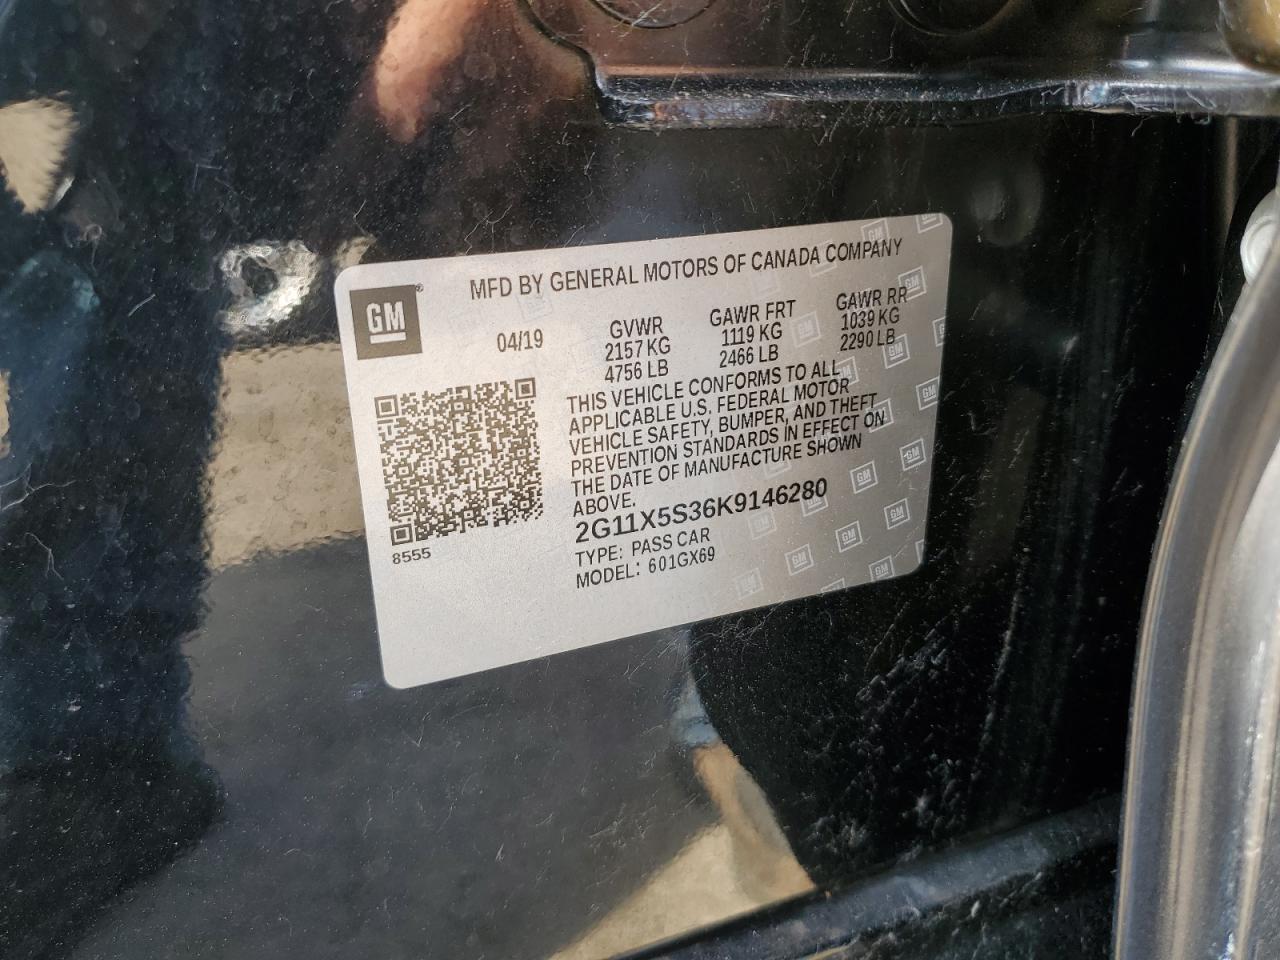 MFD BY GENERAL MOTORS OF CANADA COMPANY
GM®
04/19
GVWR
2157 KG
4756 LB
GAWR FRT
1119 KG
2466 LB
GAWR RR
1039 KG
2290 LB
THIS VEHICLE CONFORMS TO ALL
APPLICABLE U.S. FEDERAL MOTOR
VEHICLE SAFETY, BUMPER, AND THEFT
PREVENTION STANDARDS IN EFFECT ON
THE DATE OF MANUFACTURE SHOWN
ABOVE.
2G11X5S36K9146280
TYPE: PASS CAR
MODEL: 601GX69
8555